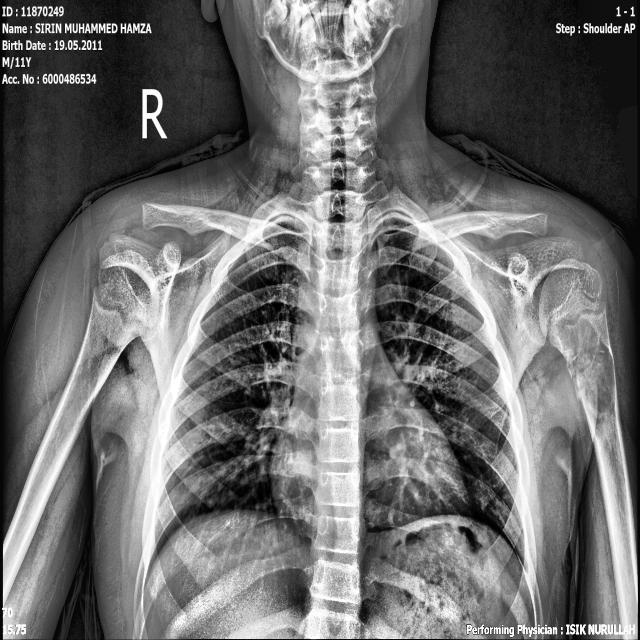 ID : 11870249
Name : SIRIN MUHAMMED HAMZA
Birth Date : 19.05.2011
M/11Y
Acc. No : 6000486534
1 - 1
Step : Shoulder AP
R
70
15.75
Performing Physician : ISIK NURULLAH